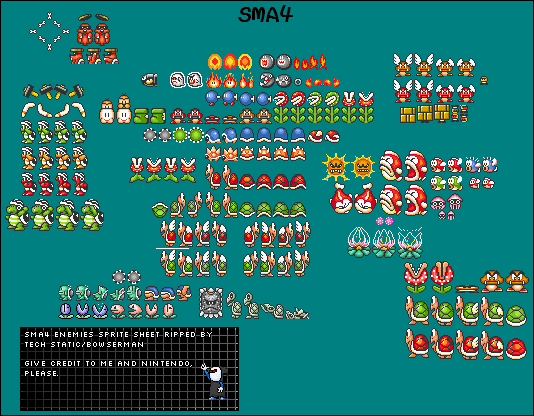 SMA4
SMA4 ENEMIES SPRITE SHEET RIPPED BY
TECH STATIC/BOWSERMAN
GIVE CREDIT TO ME AND NINTENDO,
PLEASE.